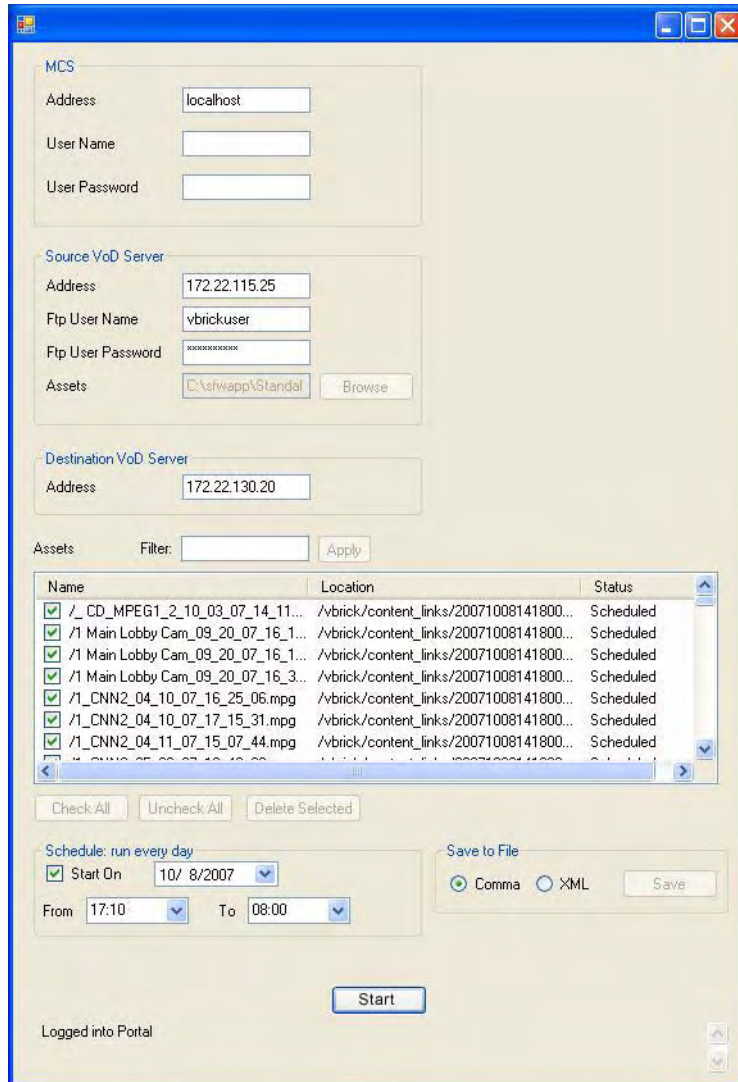 MCS
Address localhost
User Name
User Password
Source VoD Server
Address 172.22.115.25
Ftp User Name vbrickuser
Ftp User Password **********
Assets C:\sfwapp\Standal Browse
Destination VoD Server
Address 172.22.130.20
Assets Filter: Apply
Name Location Status
/_ CD_MPEG1_2_10_03_07_14_11... /vbrick/content_links/20071008141800... Scheduled
/1 Main Lobby Cam_09_20_07_16_1... /vbrick/content_links/20071008141800... Scheduled
/1 Main Lobby Cam_09_20_07_16_1... /vbrick/content_links/20071008141800... Scheduled
/1 Main Lobby Cam_09_20_07_16_3... /vbrick/content_links/20071008141800... Scheduled
/1_CNN2_04_10_07_16_25_06.mpg /vbrick/content_links/20071008141800... Scheduled
/1_CNN2_04_10_07_17_15_31.mpg /vbrick/content_links/20071008141800... Scheduled
/1_CNN2_04_11_07_15_07_44.mpg /vbrick/content_links/20071008141800... Scheduled
Check All Uncheck All Delete Selected
Schedule: run every day Save to File
Start On 10/ 8/2007
Comma XML Save
From 17:10 To 08:00
Start
Logged into Portal